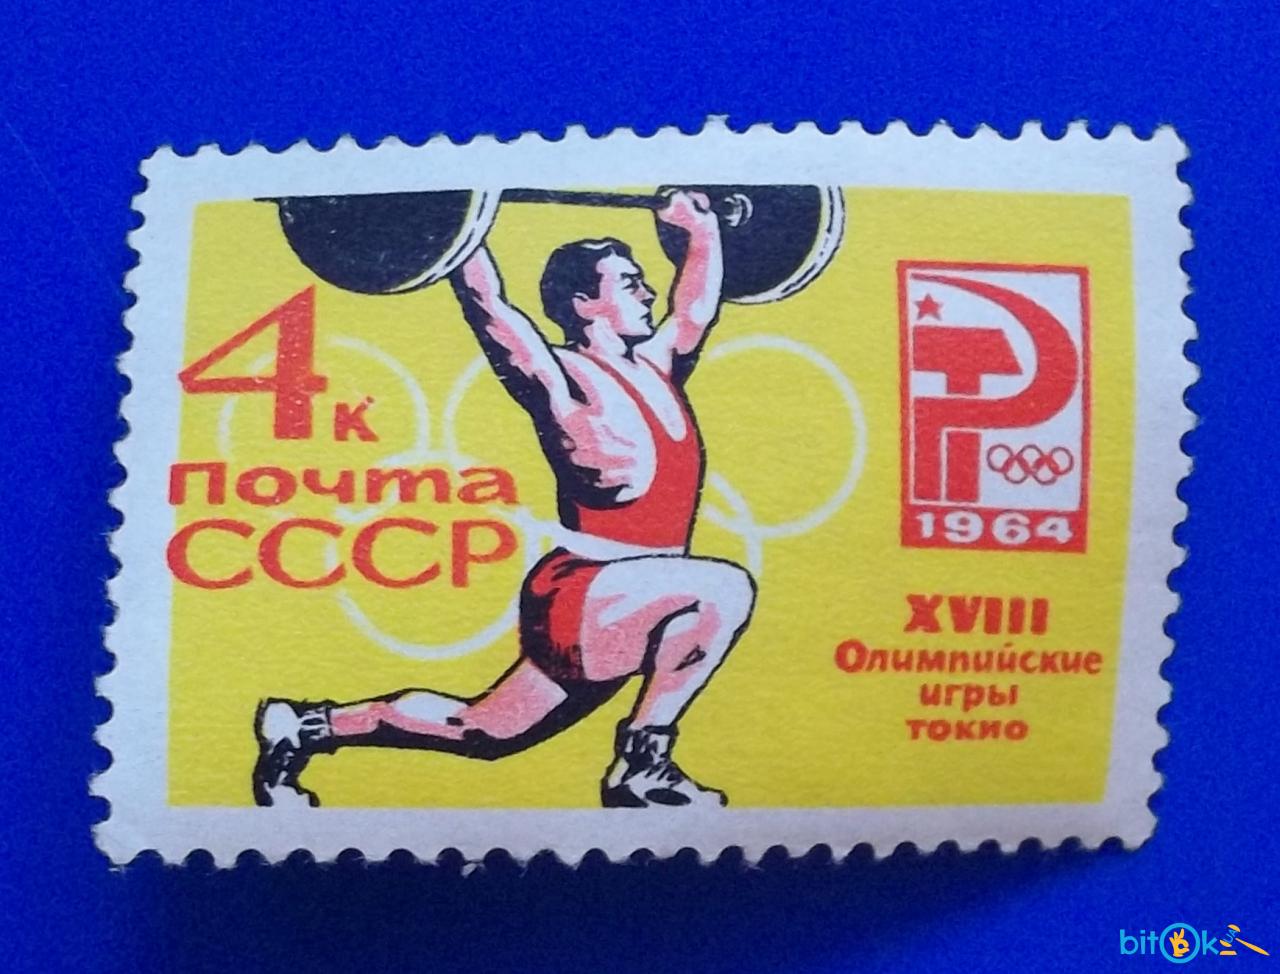 4к
почта
СССР
1964
XVIII
Олимпийские
игры
токио
bitOk